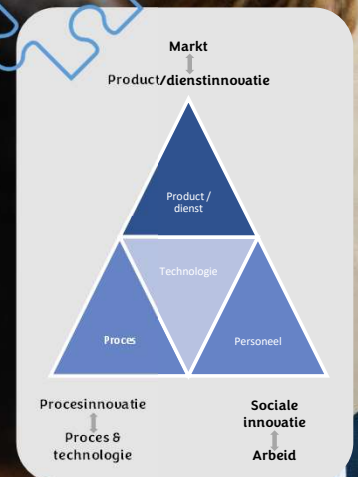 Markt
Product/dienstinnovatie
Product /
dienst
Technologie
Proces
Personeel
Procesinnovatie
Proces &
technologie
Sociale
innovatie
Arbeid